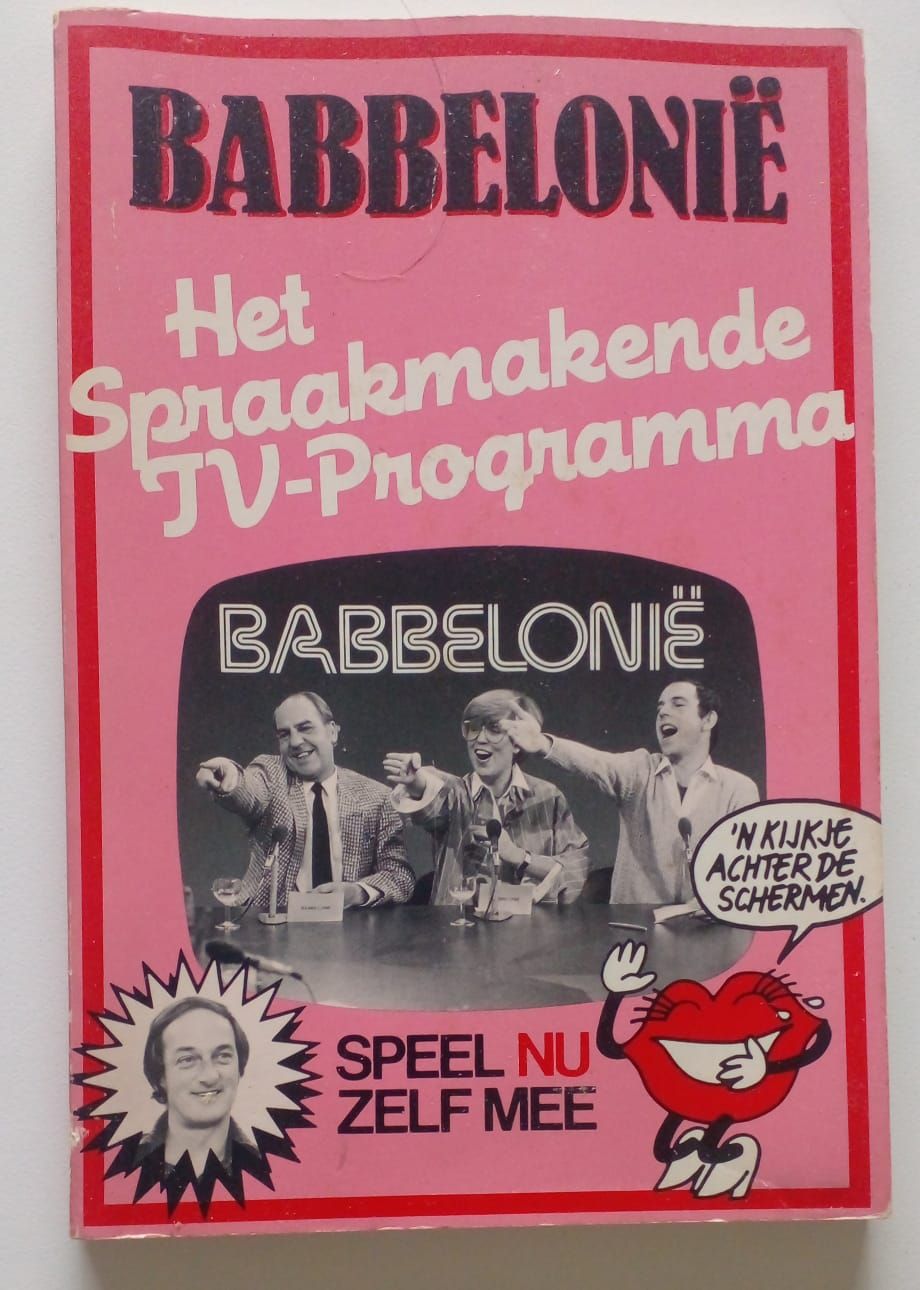 BABBELONIË
Het
Spraakmakende
TV-Programma
BABBELONIË
'N KIJKJE
ACHTER DE
SCHERMEN.
SPEEL NU
ZELF MEE